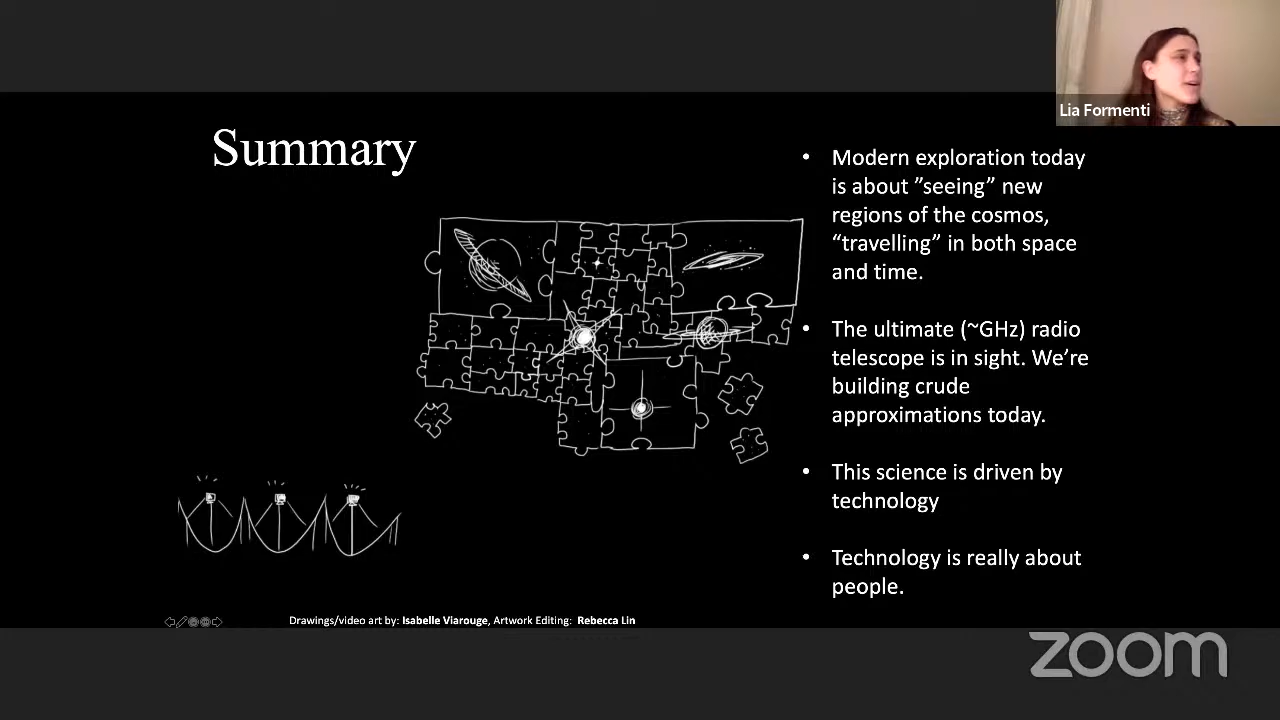 Lia Formenti
Summary
• Modern exploration today
is about ”seeing” new
regions of the cosmos,
“travelling” in both space
and time.
• The ultimate (~GHz) radio
telescope is in sight. We’re
building crude
approximations today.
• This science is driven by
technology
• Technology is really about
people.
Drawings/video art by: Isabelle Viarouge, Artwork Editing: Rebecca Lin
zoom